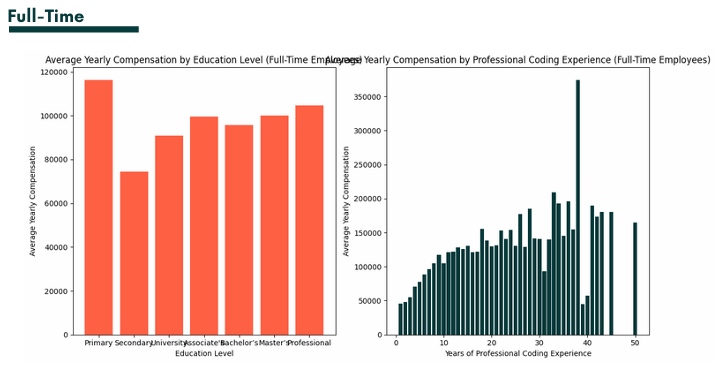 Full-Time
Average Yearly Compensation by Education Level (Full-Time Employees)
Average Yearly Compensation
120000
100000
80000
60000
40000
20000
0
Primary Secondary University Associate's Bachelor's Master's Professional
Education Level
Average Yearly Compensation by Professional Coding Experience (Full-Time Employees)
Average Yearly Compensation
350000
300000
250000
200000
150000
100000
50000
0
0 10 20 30 40 50
Years of Professional Coding Experience